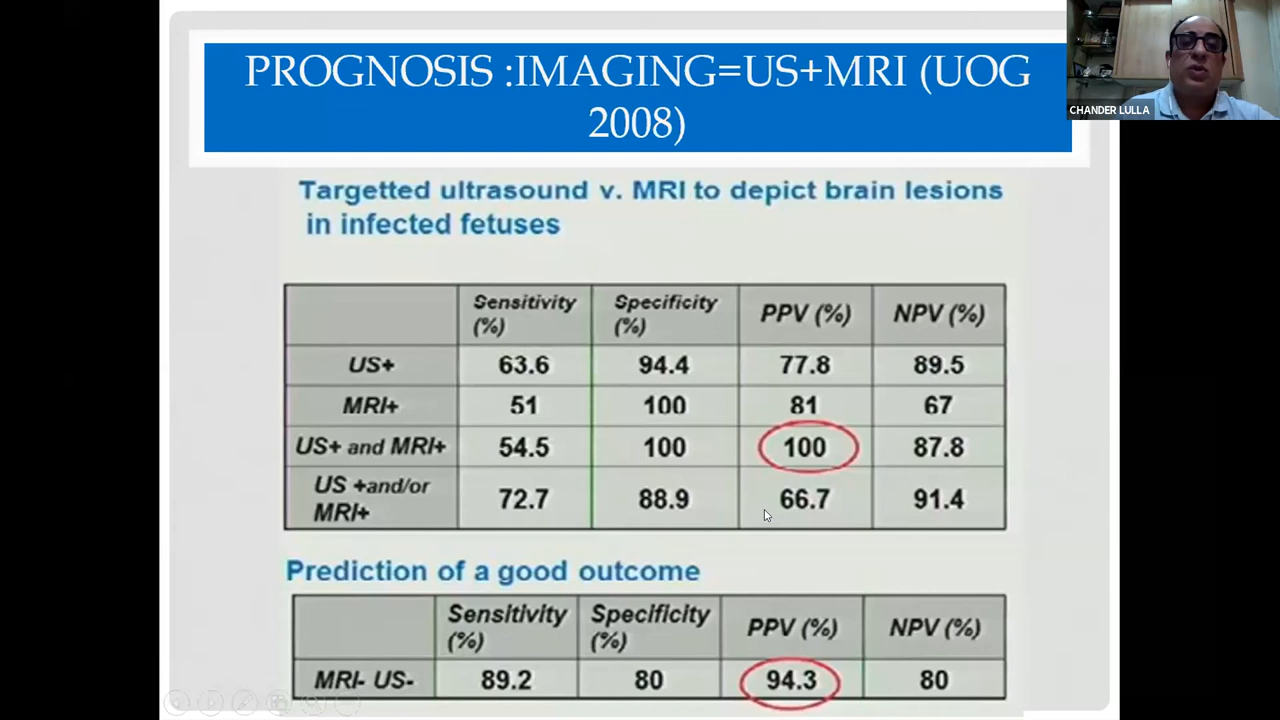 PROGNOSIS :IMAGING=US+MRI (UOG
2008)
CHANDER LULLA
Targetted ultrasound v. MRI to depict brain lesions
in infected fetuses
Sensitivity (%) Specificity (%) PPV (%) NPV (%)
US+ 63.6 94.4 77.8 89.5
MRI+ 51 100 81 67
US+ and MRI+ 54.5 100 100 87.8
US +and/or MRI+ 72.7 88.9 66.7 91.4
Prediction of a good outcome
Sensitivity (%) Specificity (%) PPV (%) NPV (%)
MRI- US- 89.2 80 94.3 80